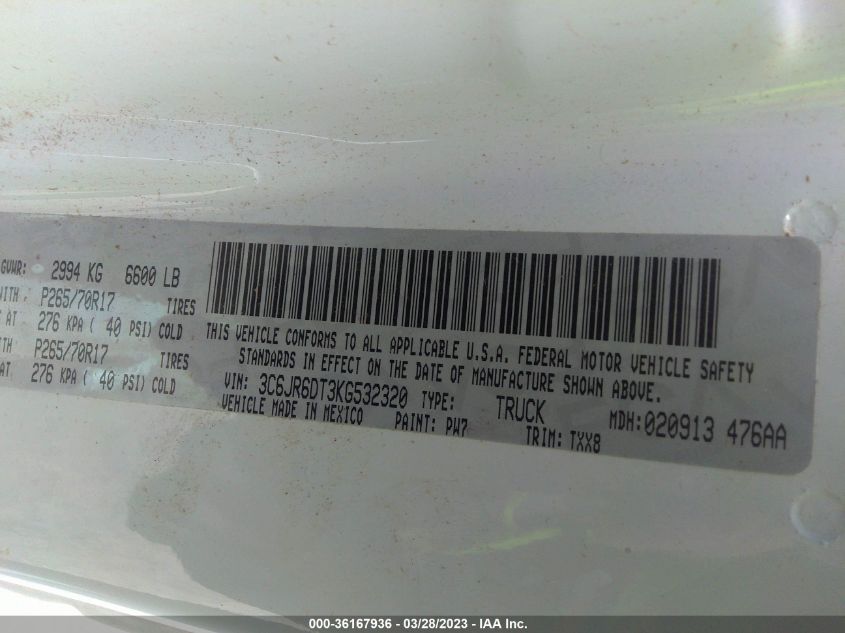 GVWR: 2994 KG 6600 LB
WITH P265/70R17 TIRES
AT 276 KPA ( 40 PSI) COLD
P265/70R17 TIRES
AT 276 KPA ( 40 PSI) COLD
THIS VEHICLE CONFORMS TO ALL APPLICABLE U.S.A. FEDERAL MOTOR VEHICLE SAFETY
STANDARDS IN EFFECT ON THE DATE OF MANUFACTURE SHOWN ABOVE.
VIN: 3C6JR6DT3KG532320 TYPE: TRUCK MDH:020913 476AA
VEHICLE MADE IN MEXICO PAINT: PW7 TRIM: TXX8
000-36167936 - 03/28/2023 - IAA Inc.